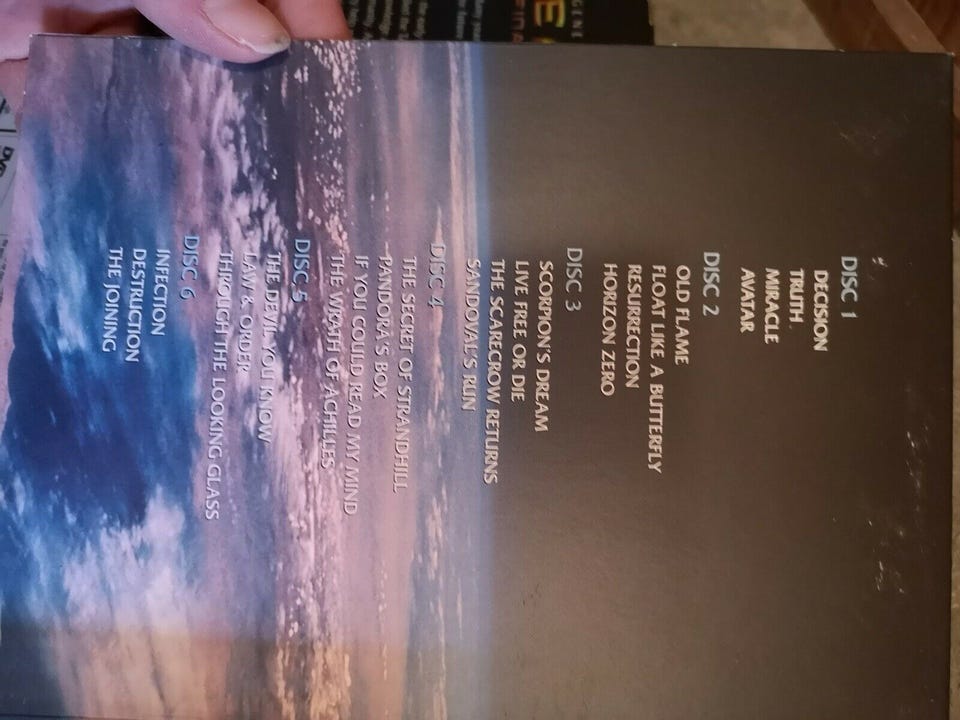 DISC 1
DECISION
TRUTH.
MIRACLE
AVATAR
DISC 2
OLD FLAME
FLOAT LIKE A BUTTERFLY
RESURRECTION
HORIZON ZERO
DISC 3
SCORPION'S DREAM
LIVE FREE OR DIE
THE SCARECROW RETURNS
SANDOVAL'S RUN
DISC 4
THE SECRET OF STRANDHILL
PANDORA'S BOX
IF YOU COULD READ MY MIND
THE WRATH OF ACHILLES
DISC 5
THE DEVIL YOU KNOW
LAW & ORDER
THROUGH THE LOOKING GLASS
DISC 6
INFECTION
DESTRUCTION
THE JOINING